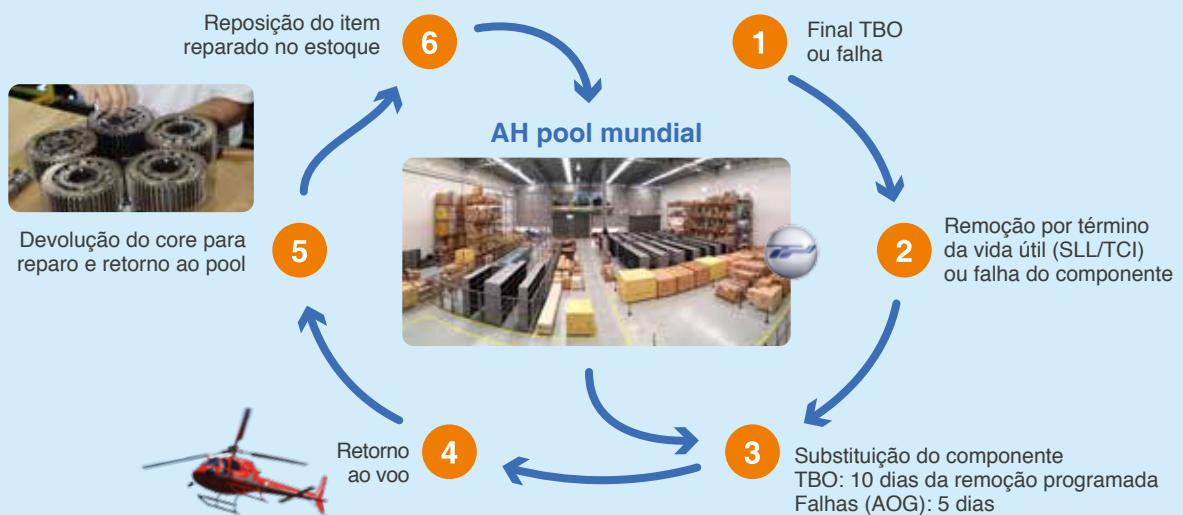 AH pool mundial
1
Final TBO
ou falha
2
Remoção por término
da vida útil (SLL/TCI)
ou falha do componente
3
Substituição do componente
TBO: 10 dias da remoção programada
Falhas (AOG): 5 dias
4
Retorno
ao voo
5
Devolução do core para
reparo e retorno ao pool
6
Reposição do item
reparado no estoque